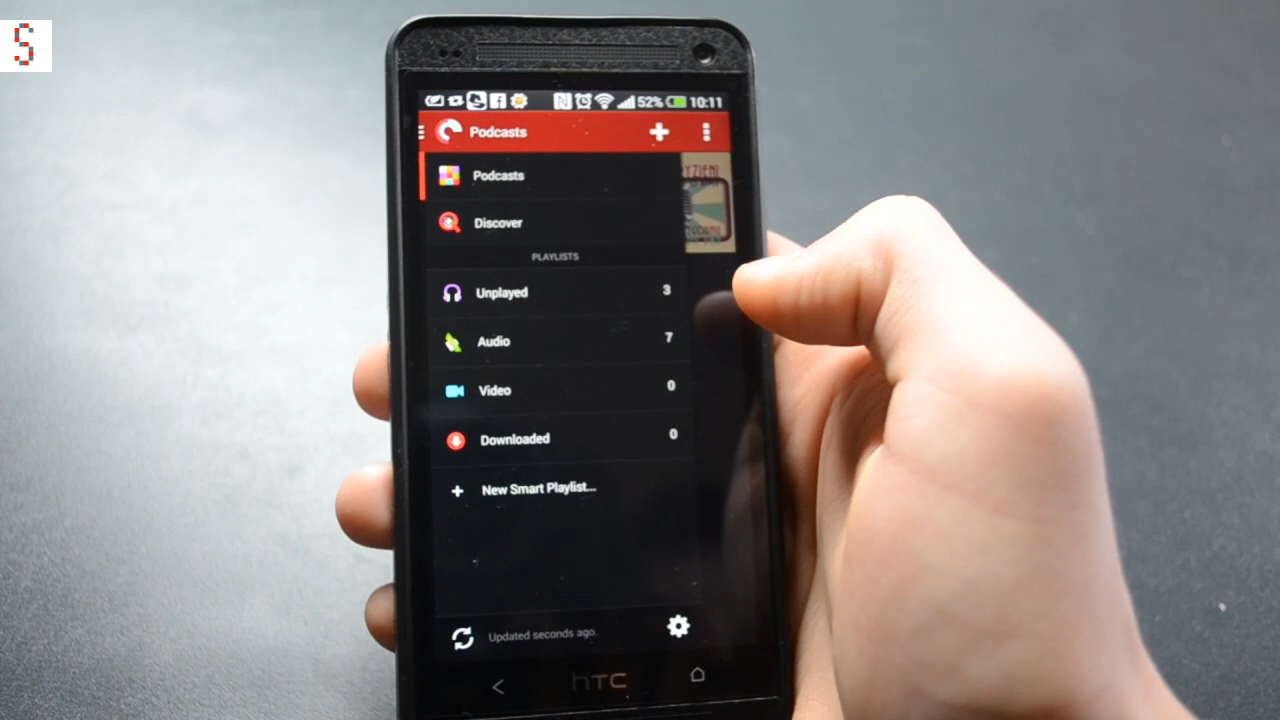 S
52% 10:11
Podcasts
Podcasts
Discover
PLAYLISTS
Unplayed 3
Audio 7
Video 0
Downloaded 0
New Smart Playlist...
Updated seconds ago.
hTC